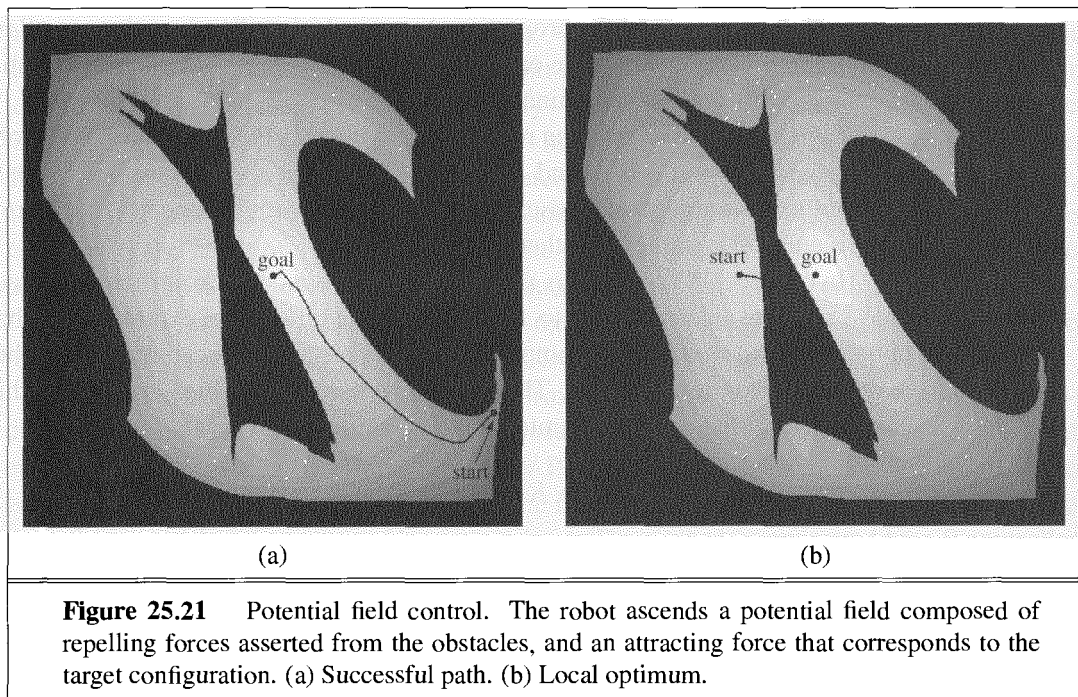 goal
start
(a)
start
goal
(b)
Figure 25.21 Potential field control. The robot ascends a potential field composed of
repelling forces asserted from the obstacles, and an attracting force that corresponds to the
target configuration. (a) Successful path. (b) Local optimum.